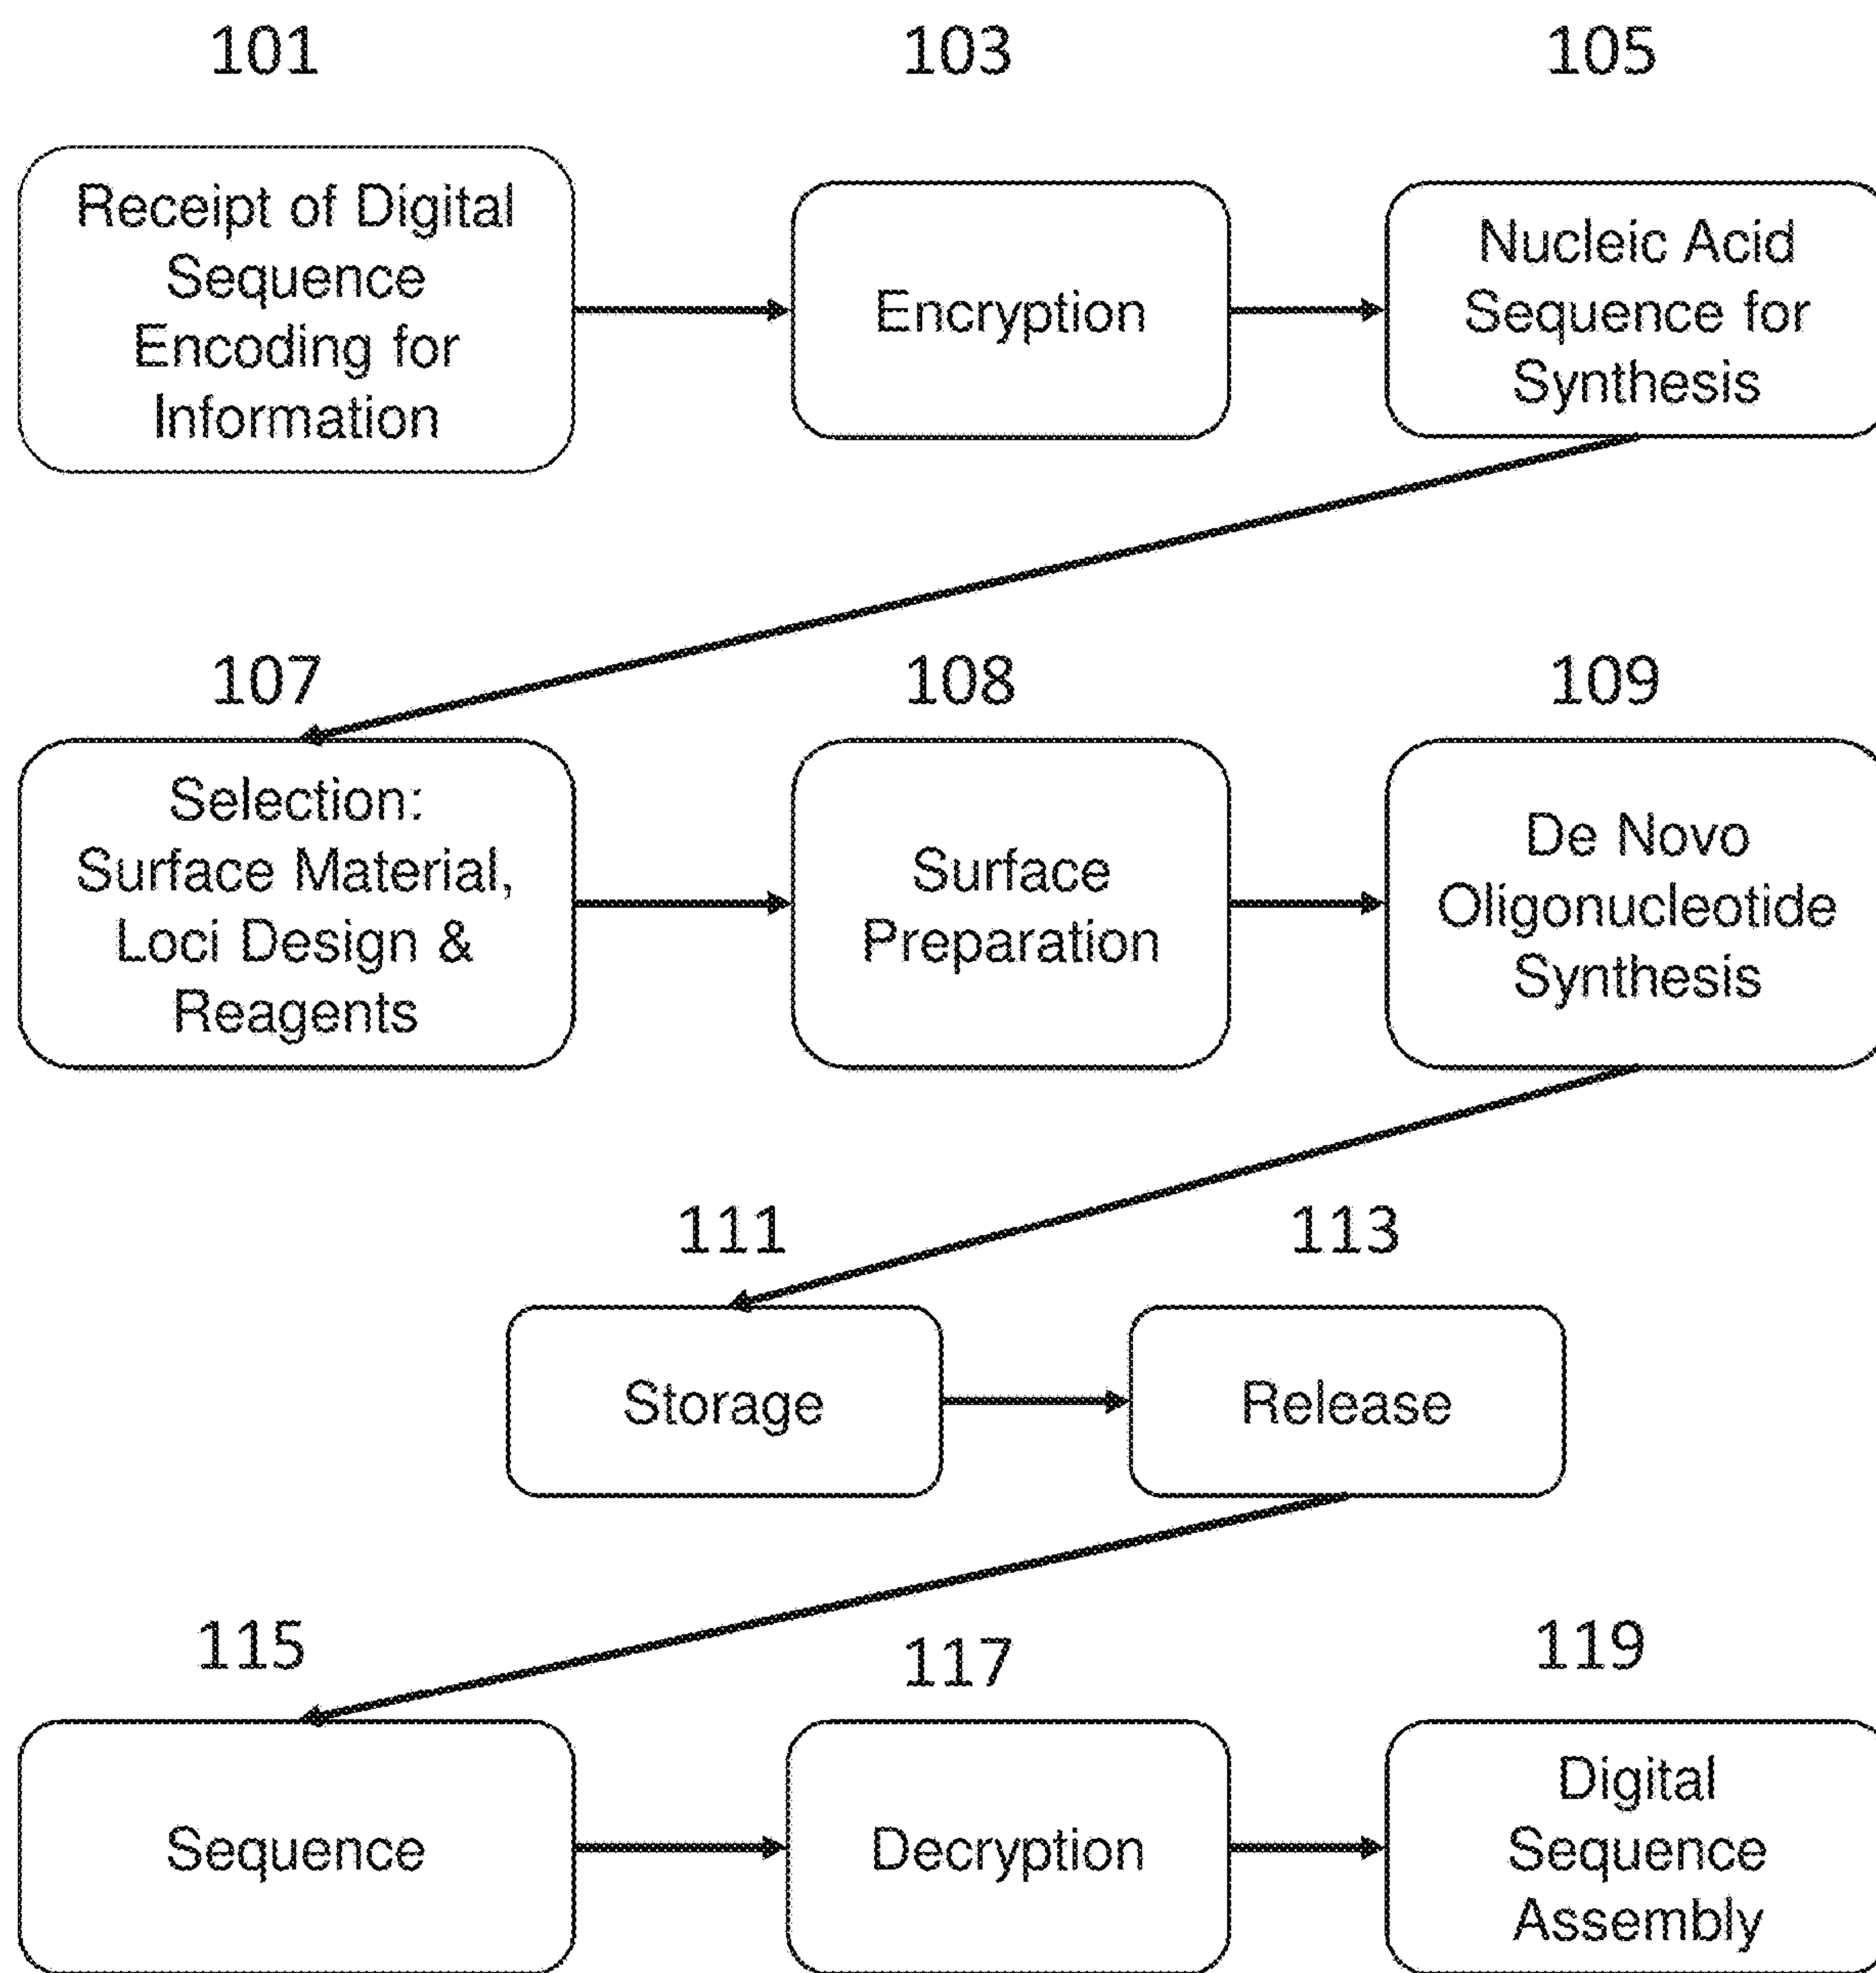 101
103
105
Receipt of Digital
Sequence
Encoding for
Information
Encryption
Nucleic Acid
Sequence for
Synthesis
107
108
109
Selection:
Surface Material,
Loci Design &
Reagents
Surface
Preparation
De Novo
Oligonucleotide
Synthesis
111
113
Storage
Release
115
117
119
Sequence
Decryption
Digital
Sequence
Assembly